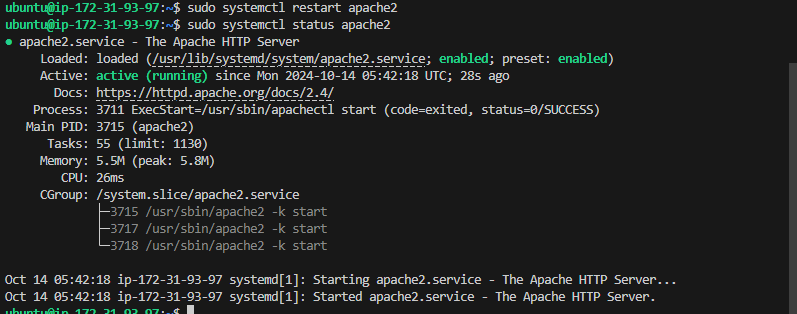 ubuntu@ip-172-31-93-97:~$ sudo systemctl restart apache2
ubuntu@ip-172-31-93-97:~$ sudo systemctl status apache2
● apache2.service - The Apache HTTP Server
     Loaded: loaded (/usr/lib/systemd/system/apache2.service; enabled; preset: enabled)
     Active: active (running) since Mon 2024-10-14 05:42:18 UTC; 28s ago
       Docs: https://httpd.apache.org/docs/2.4/
    Process: 3711 ExecStart=/usr/sbin/apachectl start (code=exited, status=0/SUCCESS)
   Main PID: 3715 (apache2)
      Tasks: 55 (limit: 1130)
     Memory: 5.5M (peak: 5.8M)
        CPU: 26ms
     CGroup: /system.slice/apache2.service
             ├─3715 /usr/sbin/apache2 -k start
             ├─3717 /usr/sbin/apache2 -k start
             └─3718 /usr/sbin/apache2 -k start

Oct 14 05:42:18 ip-172-31-93-97 systemd[1]: Starting apache2.service - The Apache HTTP Server...
Oct 14 05:42:18 ip-172-31-93-97 systemd[1]: Started apache2.service - The Apache HTTP Server.
ubuntu@ip-172-31-93-97:~$